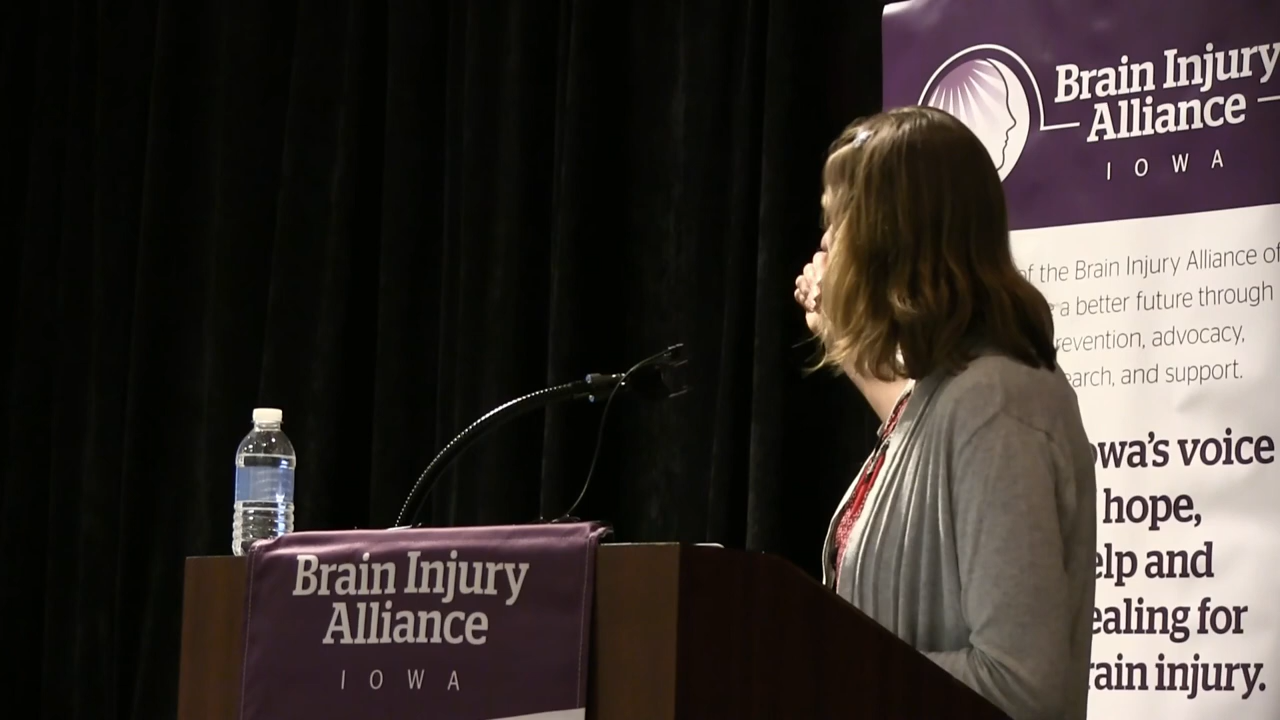 Brain Injury
Alliance
IOWA
of the Brain Injury Alliance of
a better future through
revention, advocacy,
earch, and support.
owa's voice
hope,
elp and
ealing for
rain injury.
Brain Injury
Alliance
IOWA